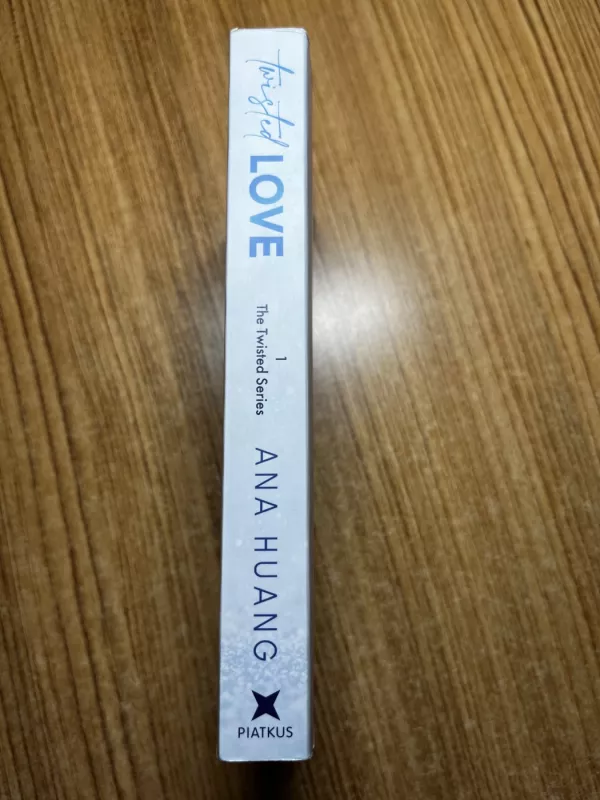 twisted
LOVE
1
The Twisted Series
ANA HUANG
PIATKUS